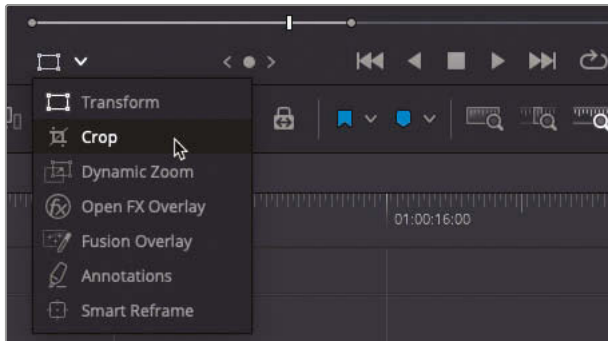 Transform
Crop
Dynamic Zoom
Open FX Overlay
01:00:16:00
Fusion Overlay
Annotations
Smart Reframe